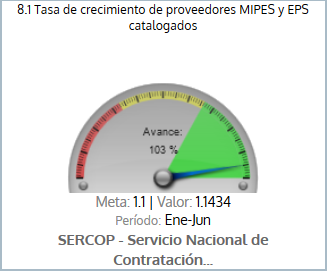 8.1 Tasa de crecimiento de proveedores MIPES y EPS
catalogados
Avance:
103 %
Meta: 1.1 | Valor: 1.1434
Período: Ene-Jun
SERCOP - Servicio Nacional de
Contratación...